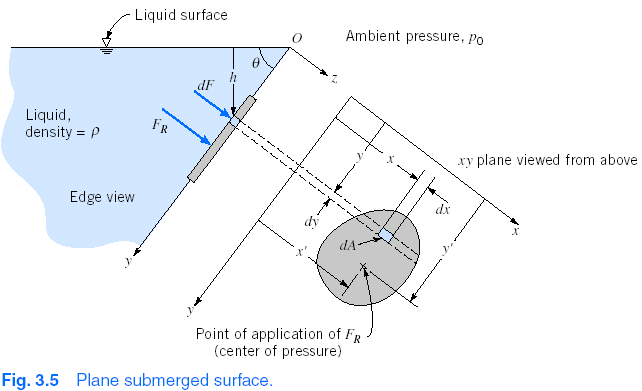 Liquid surface
O
Ambient pressure, p0
θ
h
z
dF
Liquid,
density = ρ
FR
y
x
xy plane viewed from above
Edge view
dx
x
dy
dA
y'
x'
y
y
Point of application of FR
(center of pressure)
Fig. 3.5 Plane submerged surface.